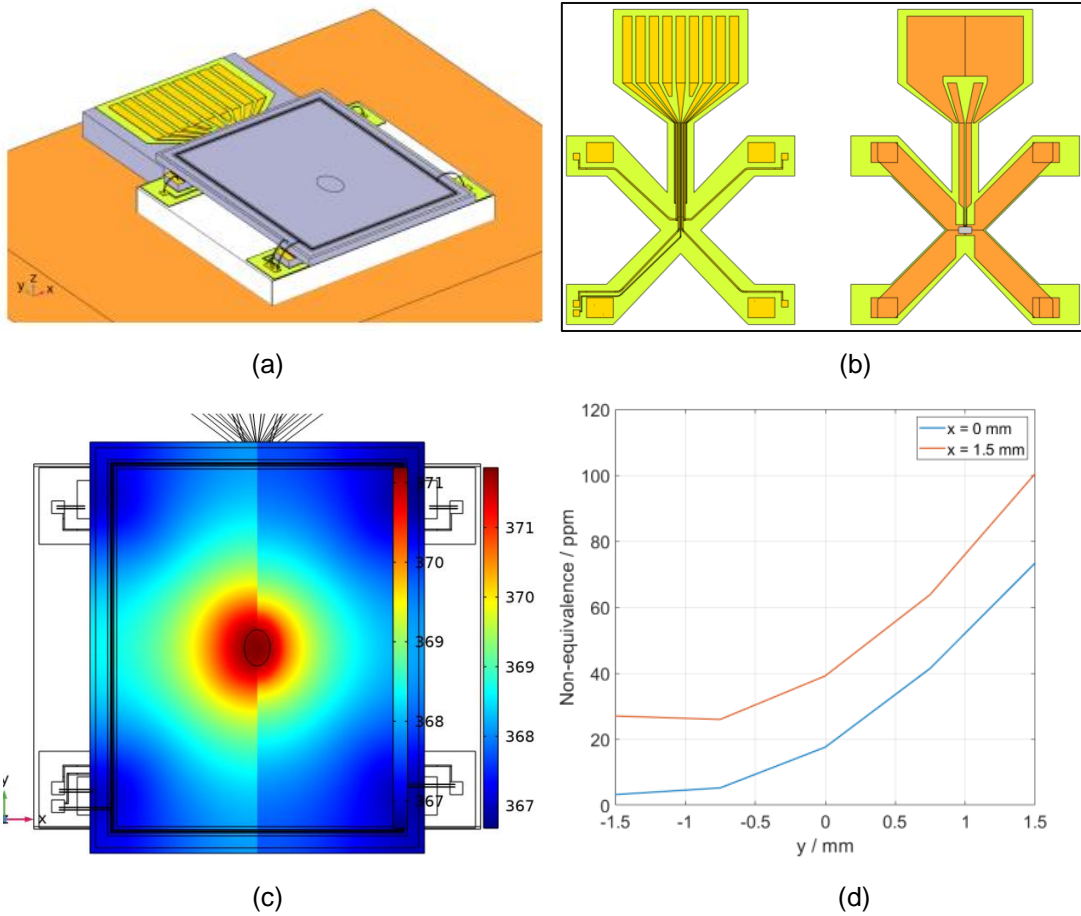 y z x
(a)
(b)
371
371
370
370
369
369
368
368
367
367
y
z x
(c)
120
100
80
60
40
20
0
Non-equivalence / ppm
x = 0 mm
x = 1.5 mm
-1.5 -1 -0.5 0 0.5 1 1.5
y / mm
(d)